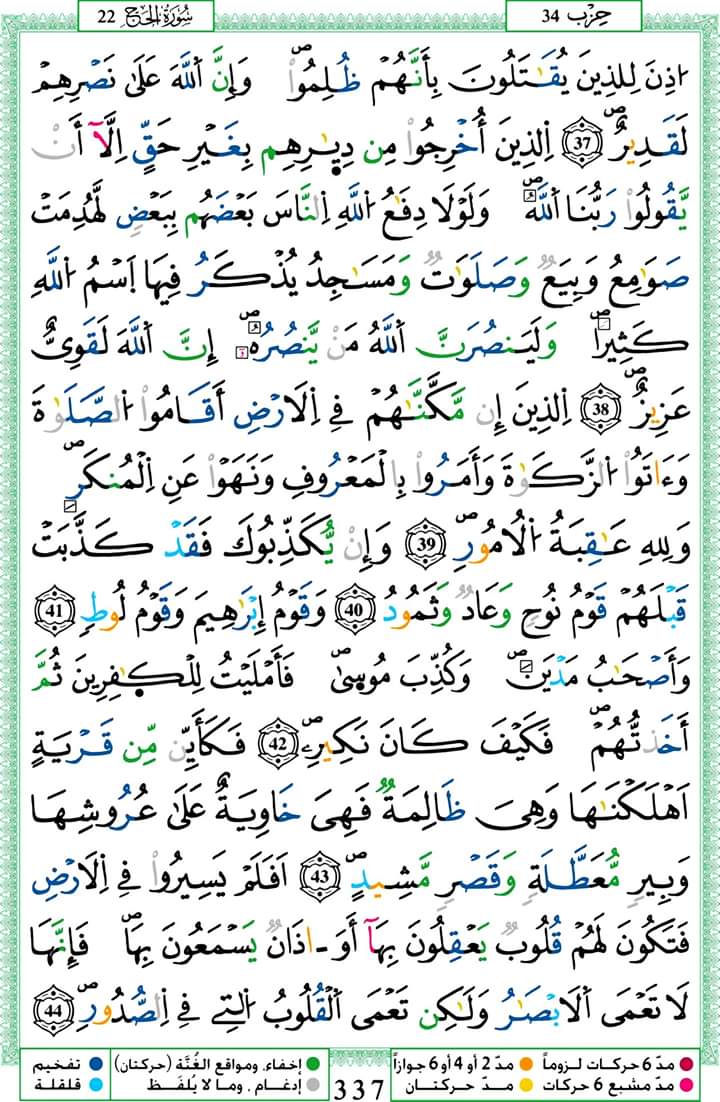 حِزْب 34
سُورَةُ الحَجّ 22
اُذِنَ لِلذِينَ يُقَٰتَلُونَ بِأَنَّهُمْ ظُلِمُواْۖ وَإِنَّ اَ۬للَّهَ عَلَىٰ نَصْرِهِمْ
لَقَدِيرٌۖ 37 اِ۬لذِينَ أُخْرِجُواْ مِن دِيٰ۪رِهِم بِغَيْرِ حَقٍّ اِلَّآ أَنْ
يَّقُولُواْ رَبُّنَا اَ۬للَّهُۖ وَلَوْلَا دِفَٰعُ اُ۬للَّهِ اِ۬لنَّاسَ بَعْضَهُم بِبَعْضٖ لَّهُدِمَتْ
صَوَٰمِعُ وَبِيَعٞ وَصَلَوَٰتٞ وَمَسَٰجِدُ يُذْكَرُ فِيهَا اَ۪سْمُ اُ۬للَّهِ
كَثِيراٗۖ وَلَيَنصُرَنَّ اَ۬للَّهُ مَنْ يَّنصُرُهُۥۖ إِنَّ اَ۬للَّهَ لَقَوِيٌّ
عَزِيزٌۖ 38 اِ۬لذِينَ إِن مَّكَّنَّٰهُمْ فِي اِ۬لَارْضِ أَقَامُواْ اُ۬لصَّلَوٰةَ
وَءَاتَوُاْ اُ۬لزَّكَوٰةَ وَأَمَرُواْ بِالْمَعْرُوفِ وَنَهَوْاْ عَنِ اِ۬لْمُنكَرِۖ
وَلِلهِ عَٰقِبَةُ اُ۬لُامُورِۖ 39 وَإِنْ يُّكَذِّبُوكَ فَقَدْ كَذَّبَتْ
قَبْلَهُمْ قَوْمُ نُوحٖ وَعَادٞ وَثَمُودُ 40 وَقَوْمُ إِبْرَٰهِيمَ وَقَوْمُ لُوطٖ 41
وَأَصْحَٰبُ مَدْيَنَۖ وَكُذِّبَ مُوس۪ىٰ فَأَمْلَيْتُ لِلْكٰ۪فِرِينَ ثُمَّ
أَخَذتُّهُمْۖ فَكَيْفَ كَانَ نَكِيرِۦۖ 42 فَكَأَيِّن مِّن قَرْيَةٍ
اَهْلَكْنَٰهَا وَهِيَ ظَالِمَةٞ فَهِيَ خَاوِيَةٌ عَلَىٰ عُرُوشِهَا
وَبِيرٖ مُّعَطَّلَةٖ وَقَصْرٖ مَّشِيدٍۖ 43 اَفَلَمْ يَسِيرُواْ فِي اِ۬لَارْضِ
فَتَكُونَ لَهُمْ قُلُوبٞ يَعْقِلُونَ بِهَآ أَوَ اٰذَانٞ يَسْمَعُونَ بِهَاۖ فَإِنَّهَا
لَا تَعْمَى اَ۬لَابْصَٰرُ وَلَٰكِن تَعْمَى اَ۬لْقُلُوبُ اُ۬لتِي فِي اِ۬لصُّدُورِۖ 44
مدّ 6 حركات لزوماً مدّ 2 أو 4 أو 6 جوازاً إخفاء، ومواقع الغُنَّة (حركتان) تفخيم
مدّ مشبع 6 حركات مدّ حركتان إدغام، وما لا يُلفَظ قلقلة
337